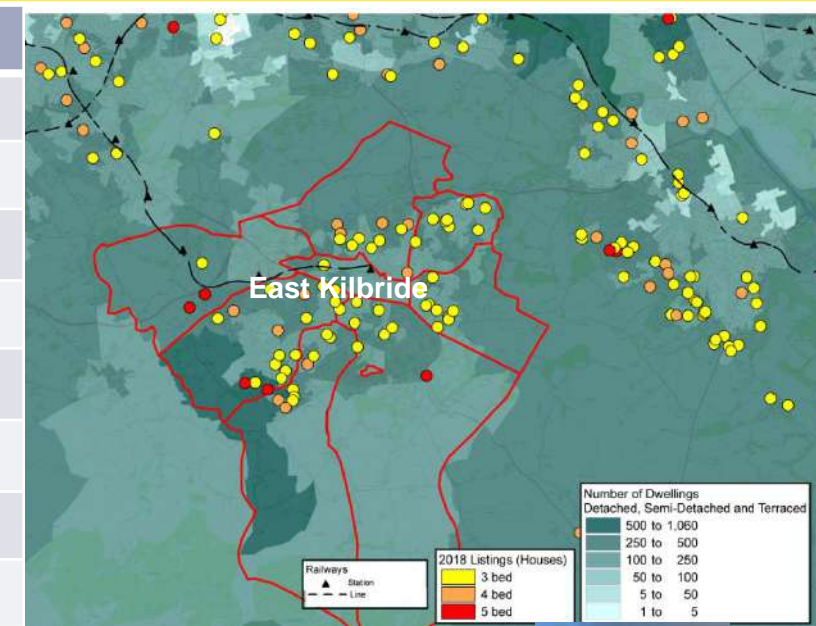 East Kilbride
Railways
Station
Line
2018 Listings (Houses)
3 bed
4 bed
5 bed
Number of Dwellings
Detached, Semi-Detached and Terraced
500 to 1,060
250 to 500
100 to 250
50 to 100
5 to 50
1 to 5